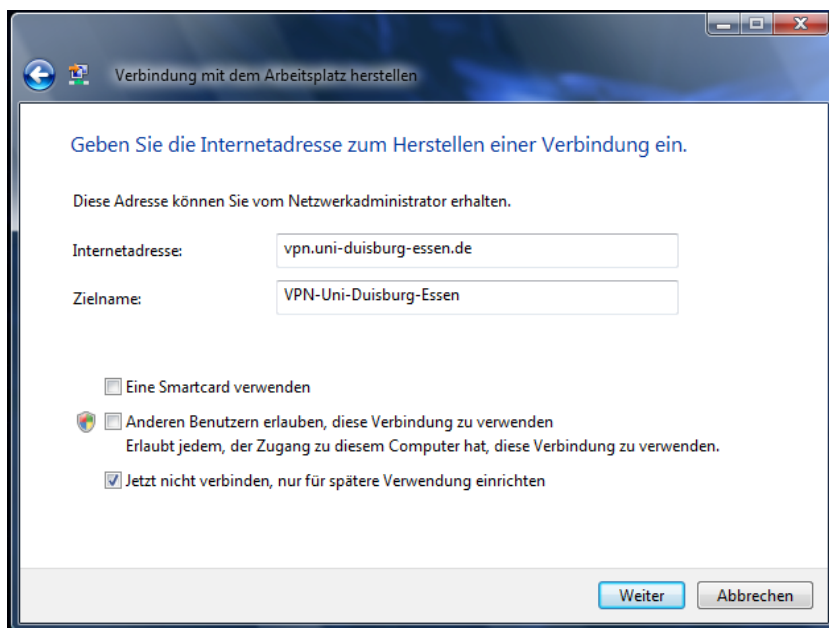 Verbindung mit dem Arbeitsplatz herstellen
Geben Sie die Internetadresse zum Herstellen einer Verbindung ein.
Diese Adresse können Sie vom Netzwerkadministrator erhalten.
Internetadresse: vpn.uni-duisburg-essen.de
Zielname: VPN-Uni-Duisburg-Essen
Eine Smartcard verwenden
Anderen Benutzern erlauben, diese Verbindung zu verwenden
Erlaubt jedem, der Zugang zu diesem Computer hat, diese Verbindung zu verwenden.
Jetzt nicht verbinden, nur für spätere Verwendung einrichten
Weiter Abbrechen